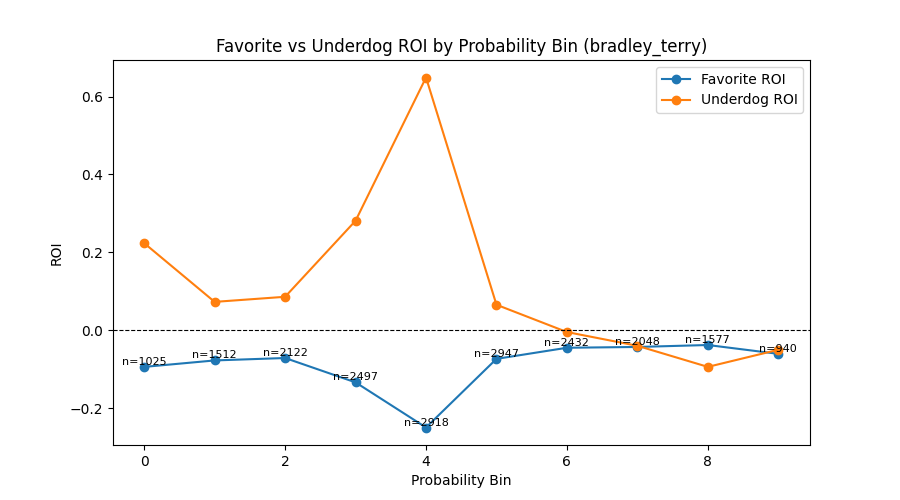 Favorite vs Underdog ROI by Probability Bin (bradley_terry)
Favorite ROI
Underdog ROI
ROI
0.6
0.4
0.2
0.0
−0.2
n=1025
n=1512
n=2122
n=2497
n=2918
n=2947
n=2432
n=2048
n=1577
n=940
0
2
4
6
8
Probability Bin